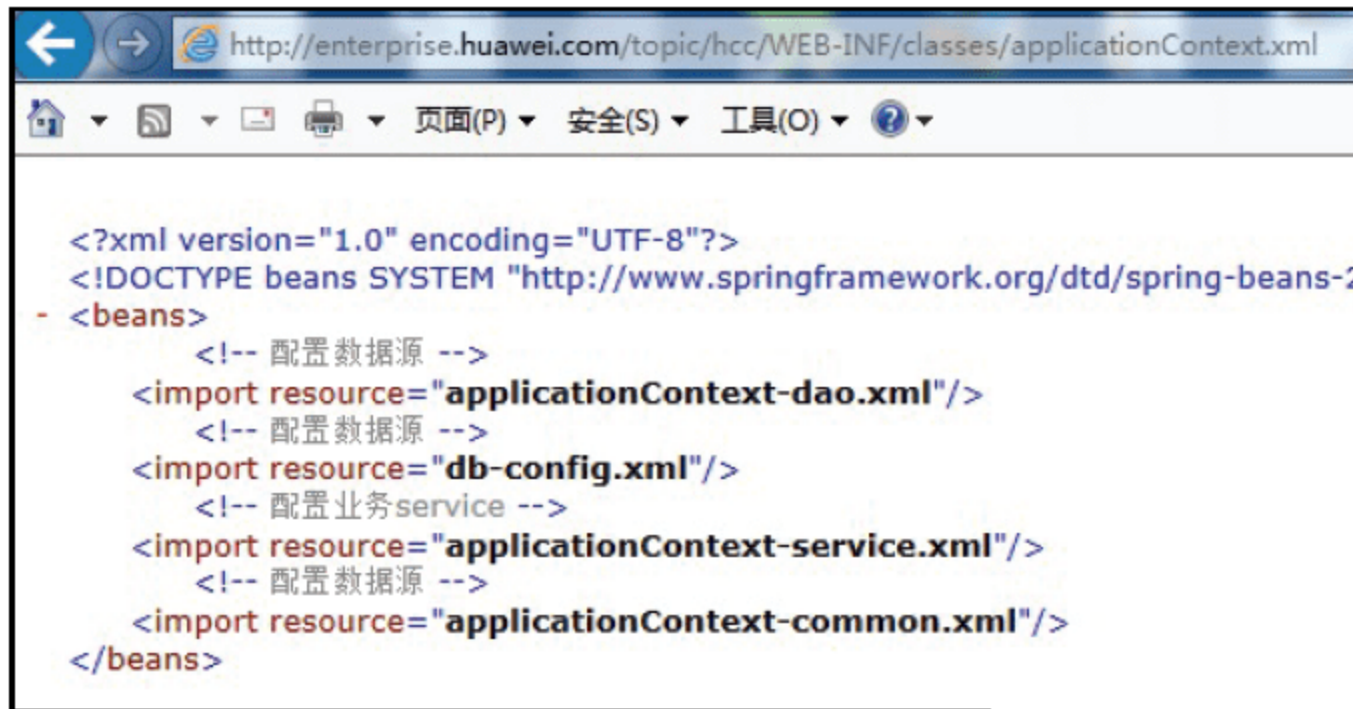 http://enterprise.huawei.com/topic/hcc/WEB-INF/classes/applicationContext.xml
页面(P) 安全(S) 工具(O)
<?xml version="1.0" encoding="UTF-8"?>
<!DOCTYPE beans SYSTEM "http://www.springframework.org/dtd/spring-beans-2
- <beans>
<!-- 配置数据源 -->
<import resource="applicationContext-dao.xml"/>
<!-- 配置数据源 -->
<import resource="db-config.xml"/>
<!-- 配置业务service -->
<import resource="applicationContext-service.xml"/>
<!-- 配置数据源 -->
<import resource="applicationContext-common.xml"/>
</beans>